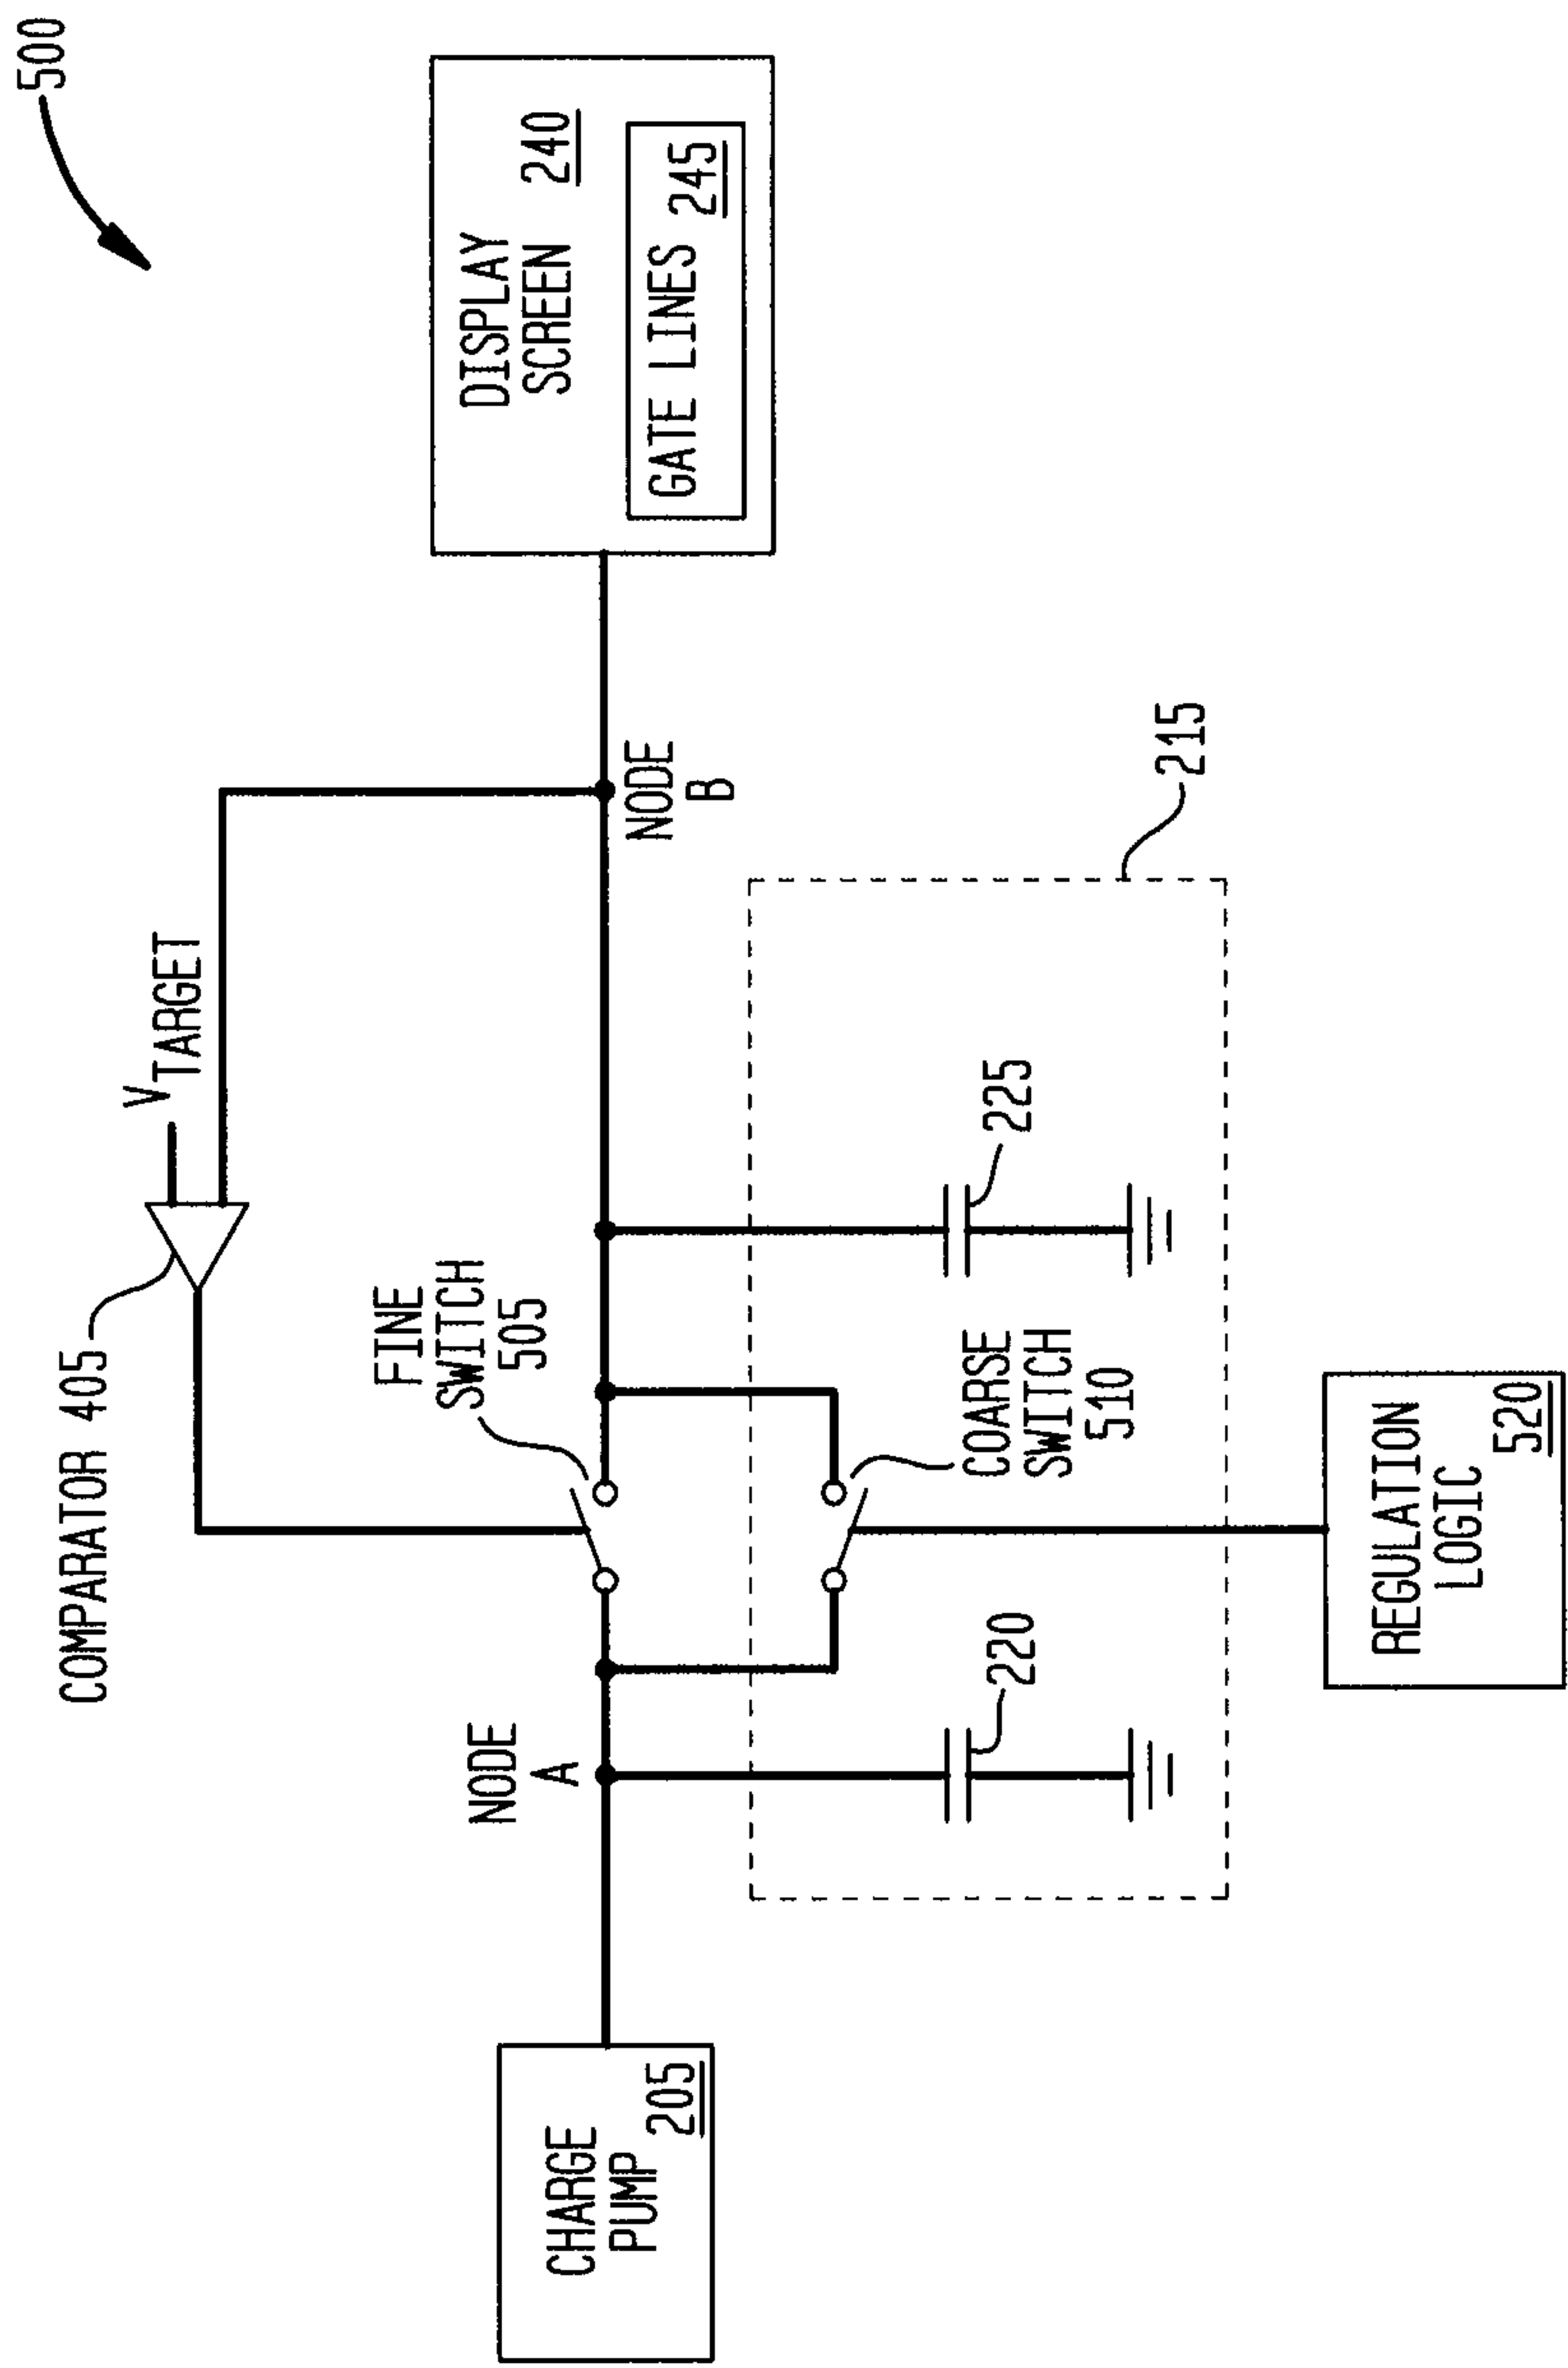 500
COMPARATOR 405
VTARGET
FINE
SWITCH
505
DISPLAY
SCREEN 240
GATE LINES 245
NODE
A
NODE
B
CHARGE
PUMP
205
220
COARSE
SWITCH
510
225
215
REGULATION
LOGIC
520